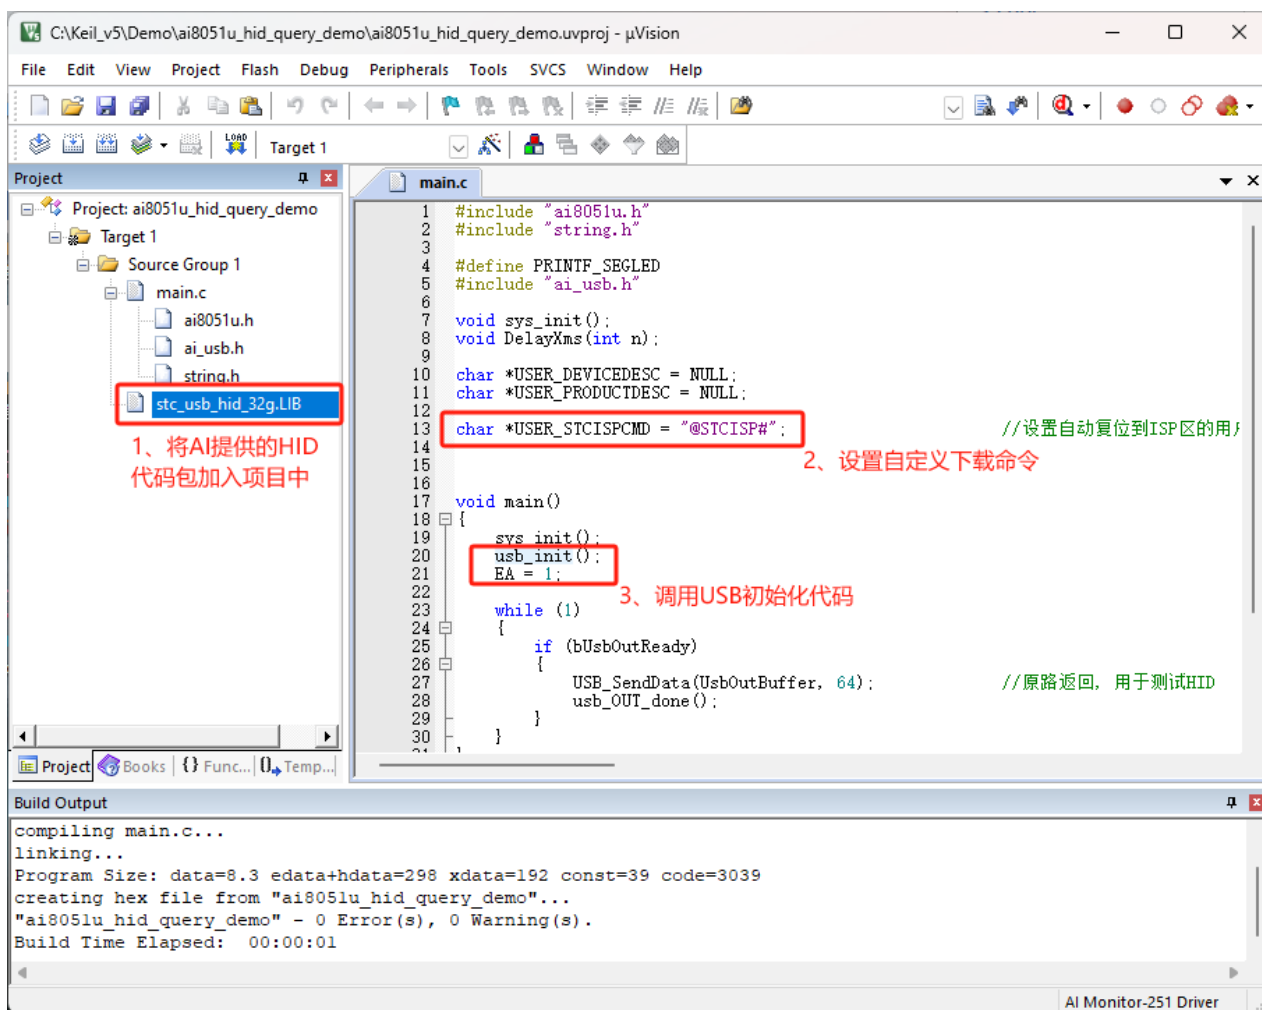 C:\Keil_v5\Demo\ai8051u_hid_query_demo\ai8051u_hid_query_demo.uvproj - µVision
File Edit View Project Flash Debug Peripherals Tools SVCS Window Help
LOAD Target 1
Project
main.c
Project: ai8051u_hid_query_demo
Target 1
Source Group 1
main.c
ai8051u.h
ai_usb.h
string.h
stc_usb_hid_32g.LIB
1、将AI提供的HID
代码包加入项目中
1 #include "ai8051u.h"
2 #include "string.h"
3
4 #define PRINTF_SEGLED
5 #include "ai_usb.h"
6
7 void sys_init();
8 void DelayXms(int n);
9
10 char *USER_DEVICEDESC = NULL;
11 char *USER_PRODUCTDESC = NULL;
12
13 char *USER_STCISPCMD = "@STCISP#"; //设置自动复位到ISP区的用
14
2、设置自定义下载命令
15
16
17 void main()
18 {
19 sys_init();
20 usb_init();
21 EA = 1;
22
3、调用USB初始化代码
23 while (1)
24 {
25 if (bUsbOutReady)
26 {
27 USB_SendData(UsbOutBuffer, 64); //原路返回, 用于测试HID
28 usb_OUT_done();
29 }
30 }
Project Books {} Func... 0 Temp...
Build Output
compiling main.c...
linking...
Program Size: data=8.3 edata+hdata=298 xdata=192 const=39 code=3039
creating hex file from "ai8051u_hid_query_demo"...
"ai8051u_hid_query_demo" - 0 Error(s), 0 Warning(s).
Build Time Elapsed: 00:00:01
AI Monitor-251 Driver